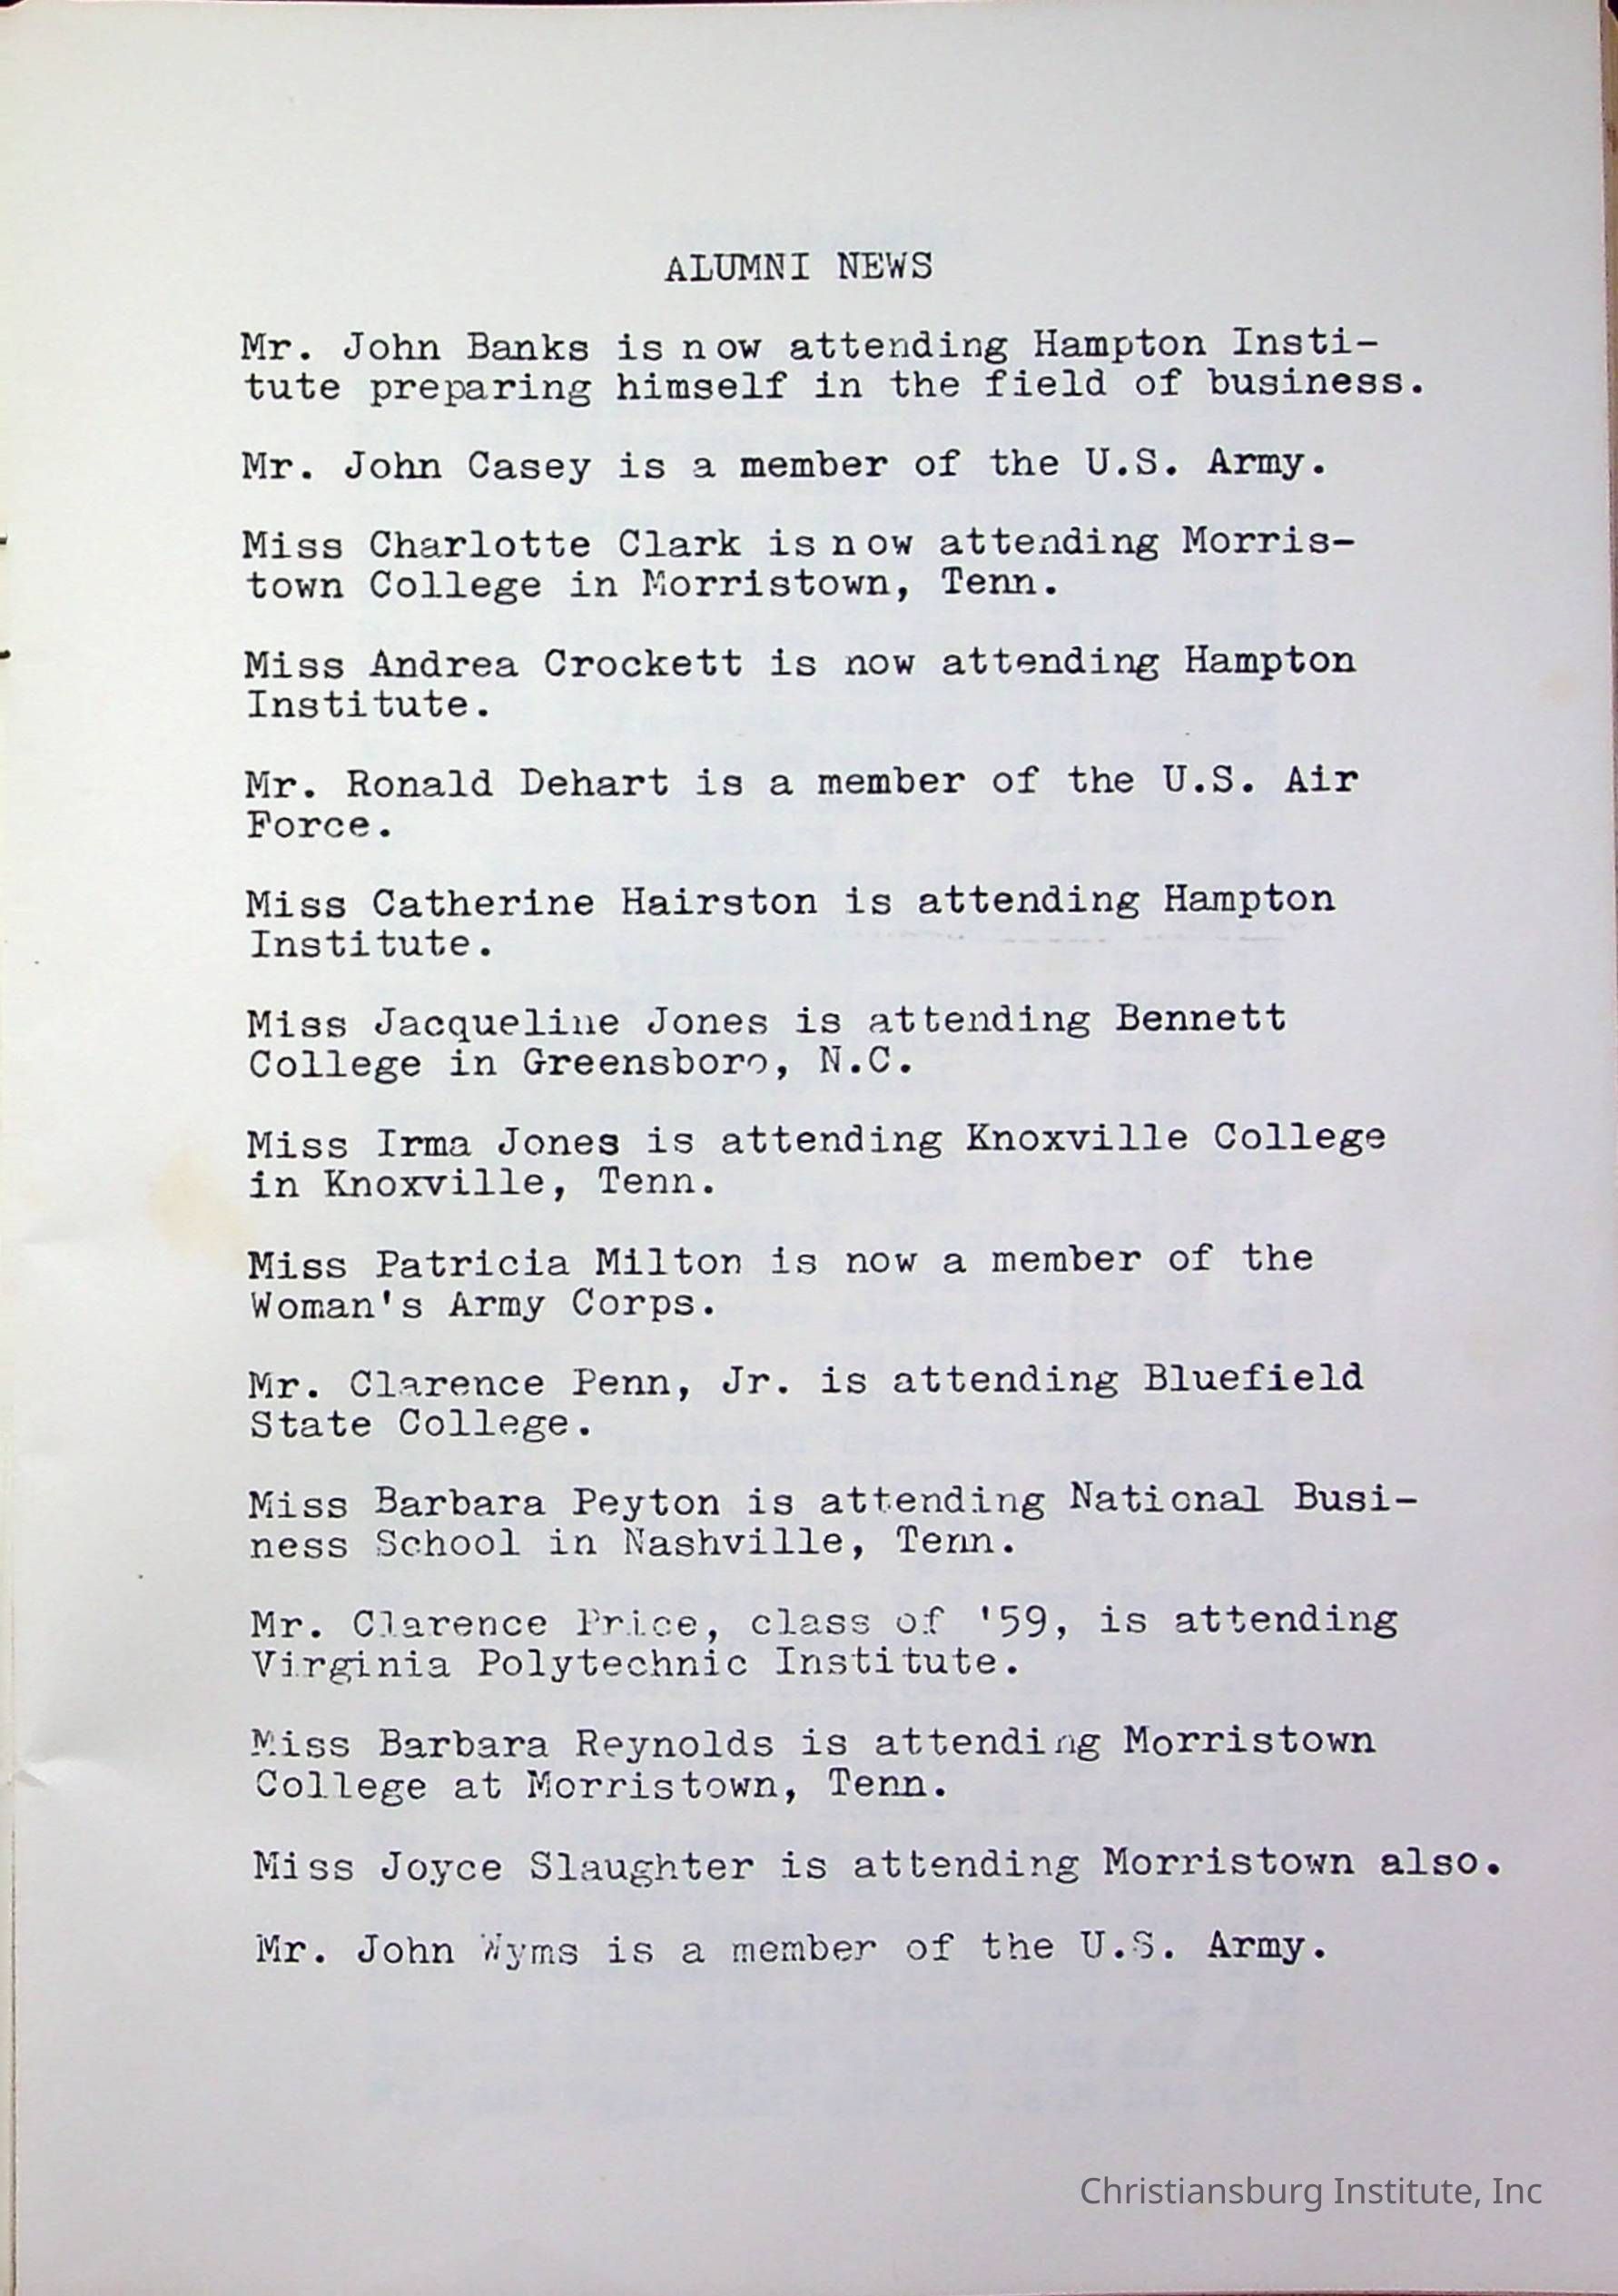 ALUMNI NEWS
Mr. John Banks is now attending Hampton Insti-
tute preparing himself in the field of business.
Mr. John Casey is a member of the U.S. Army.
Miss Charlotte Clark is now attending Morris-
town College in Morristown, Tenn.
Miss Andrea Crockett is now attending Hampton
Institute.
Mr. Ronald Dehart is a member of the U.S. Air
Force.
Miss Catherine Hairston is attending Hampton
Institute.
Miss Jacqueline Jones is attending Bennett
College in Greensboro, N.C.
Miss Irma Jones is attending Knoxville College
in Knoxville, Tenn.
Miss Patricia Milton is now a member of the
Woman's Army Corps.
Mr. Clarence Penn, Jr. is attending Bluefield
State College.
Miss Barbara Peyton is attending National Busi-
ness School in Nashville, Tenn.
Mr. Clarence Price, class of '59, is attending
Virginia Polytechnic Institute.
Miss Barbara Reynolds is attending Morristown
College at Morristown, Tenn.
Miss Joyce Slaughter is attending Morristown also.
Mr. John Wyms is a member of the U.S. Army.
Christiansburg Institute, Inc